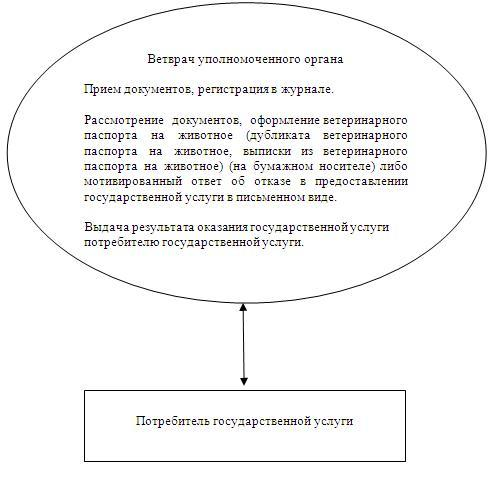 Ветврач уполномоченного органа
Прием документов, регистрация в журнале.
Рассмотрение документов, оформление ветеринарного
паспорта на животное (дубликата ветеринарного
паспорта на животное, выписки из ветеринарного
паспорта на животное) (на бумажном носителе) либо
мотивированный ответ об отказе в предоставлении
государственной услуги в письменном виде.
Выдача результата оказания государственной услуги
потребителю государственной услуги.
Потребитель государственной услуги